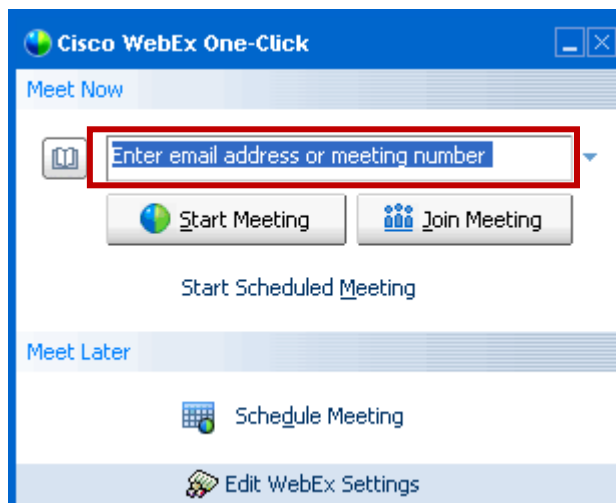 Cisco WebEx One-Click
Meet Now
Enter email address or meeting number
Start Meeting
Join Meeting
Start Scheduled Meeting
Meet Later
Schedule Meeting
Edit WebEx Settings